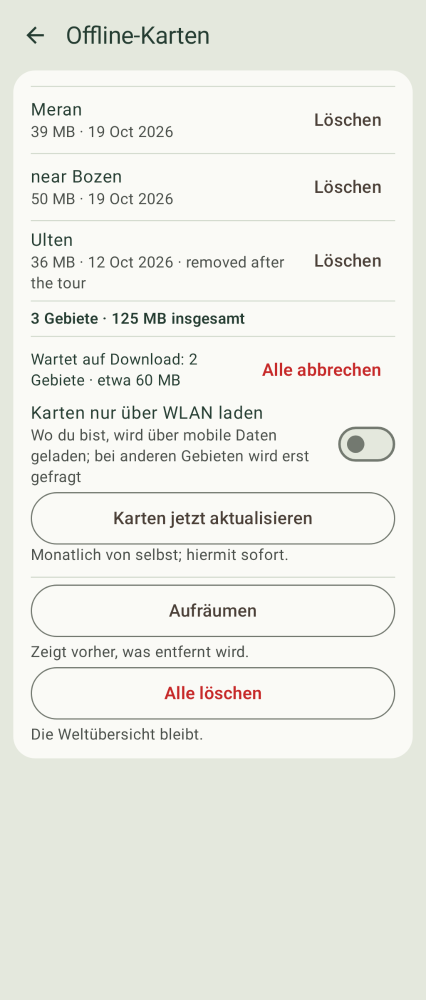 Offline-Karten
Meran
39 MB · 19 Oct 2026
Löschen
near Bozen
50 MB · 19 Oct 2026
Löschen
Ulten
36 MB · 12 Oct 2026 · removed after
the tour
Löschen
3 Gebiete · 125 MB insgesamt
Wartet auf Download: 2
Gebiete · etwa 60 MB
Alle abbrechen
Karten nur über WLAN laden
Wo du bist, wird über mobile Daten
geladen; bei anderen Gebieten wird erst
gefragt
Karten jetzt aktualisieren
Monatlich von selbst; hiermit sofort.
Aufräumen
Zeigt vorher, was entfernt wird.
Alle löschen
Die Weltübersicht bleibt.